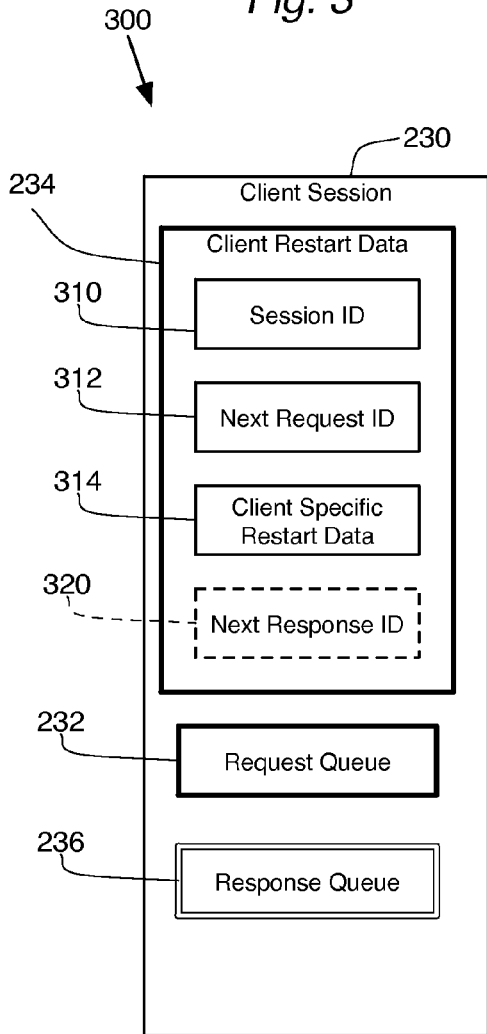 Fig. 3
300
230
234
Client Session
Client Restart Data
310
Session ID
312
Next Request ID
314
Client Specific
Restart Data
320
Next Response ID
232
Request Queue
236
Response Queue